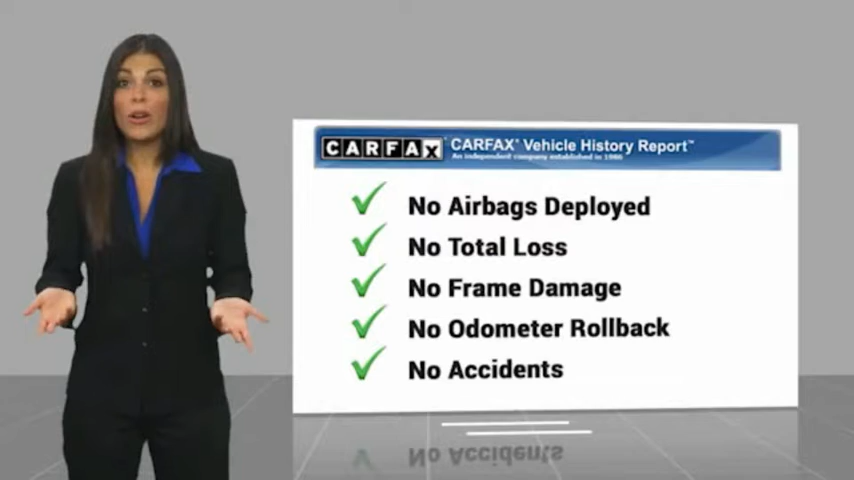 CARFAX CARFAX® Vehicle History Report™
An independent company established in 1986
No Airbags Deployed
No Total Loss
No Frame Damage
No Odometer Rollback
No Accidents
No Accidents